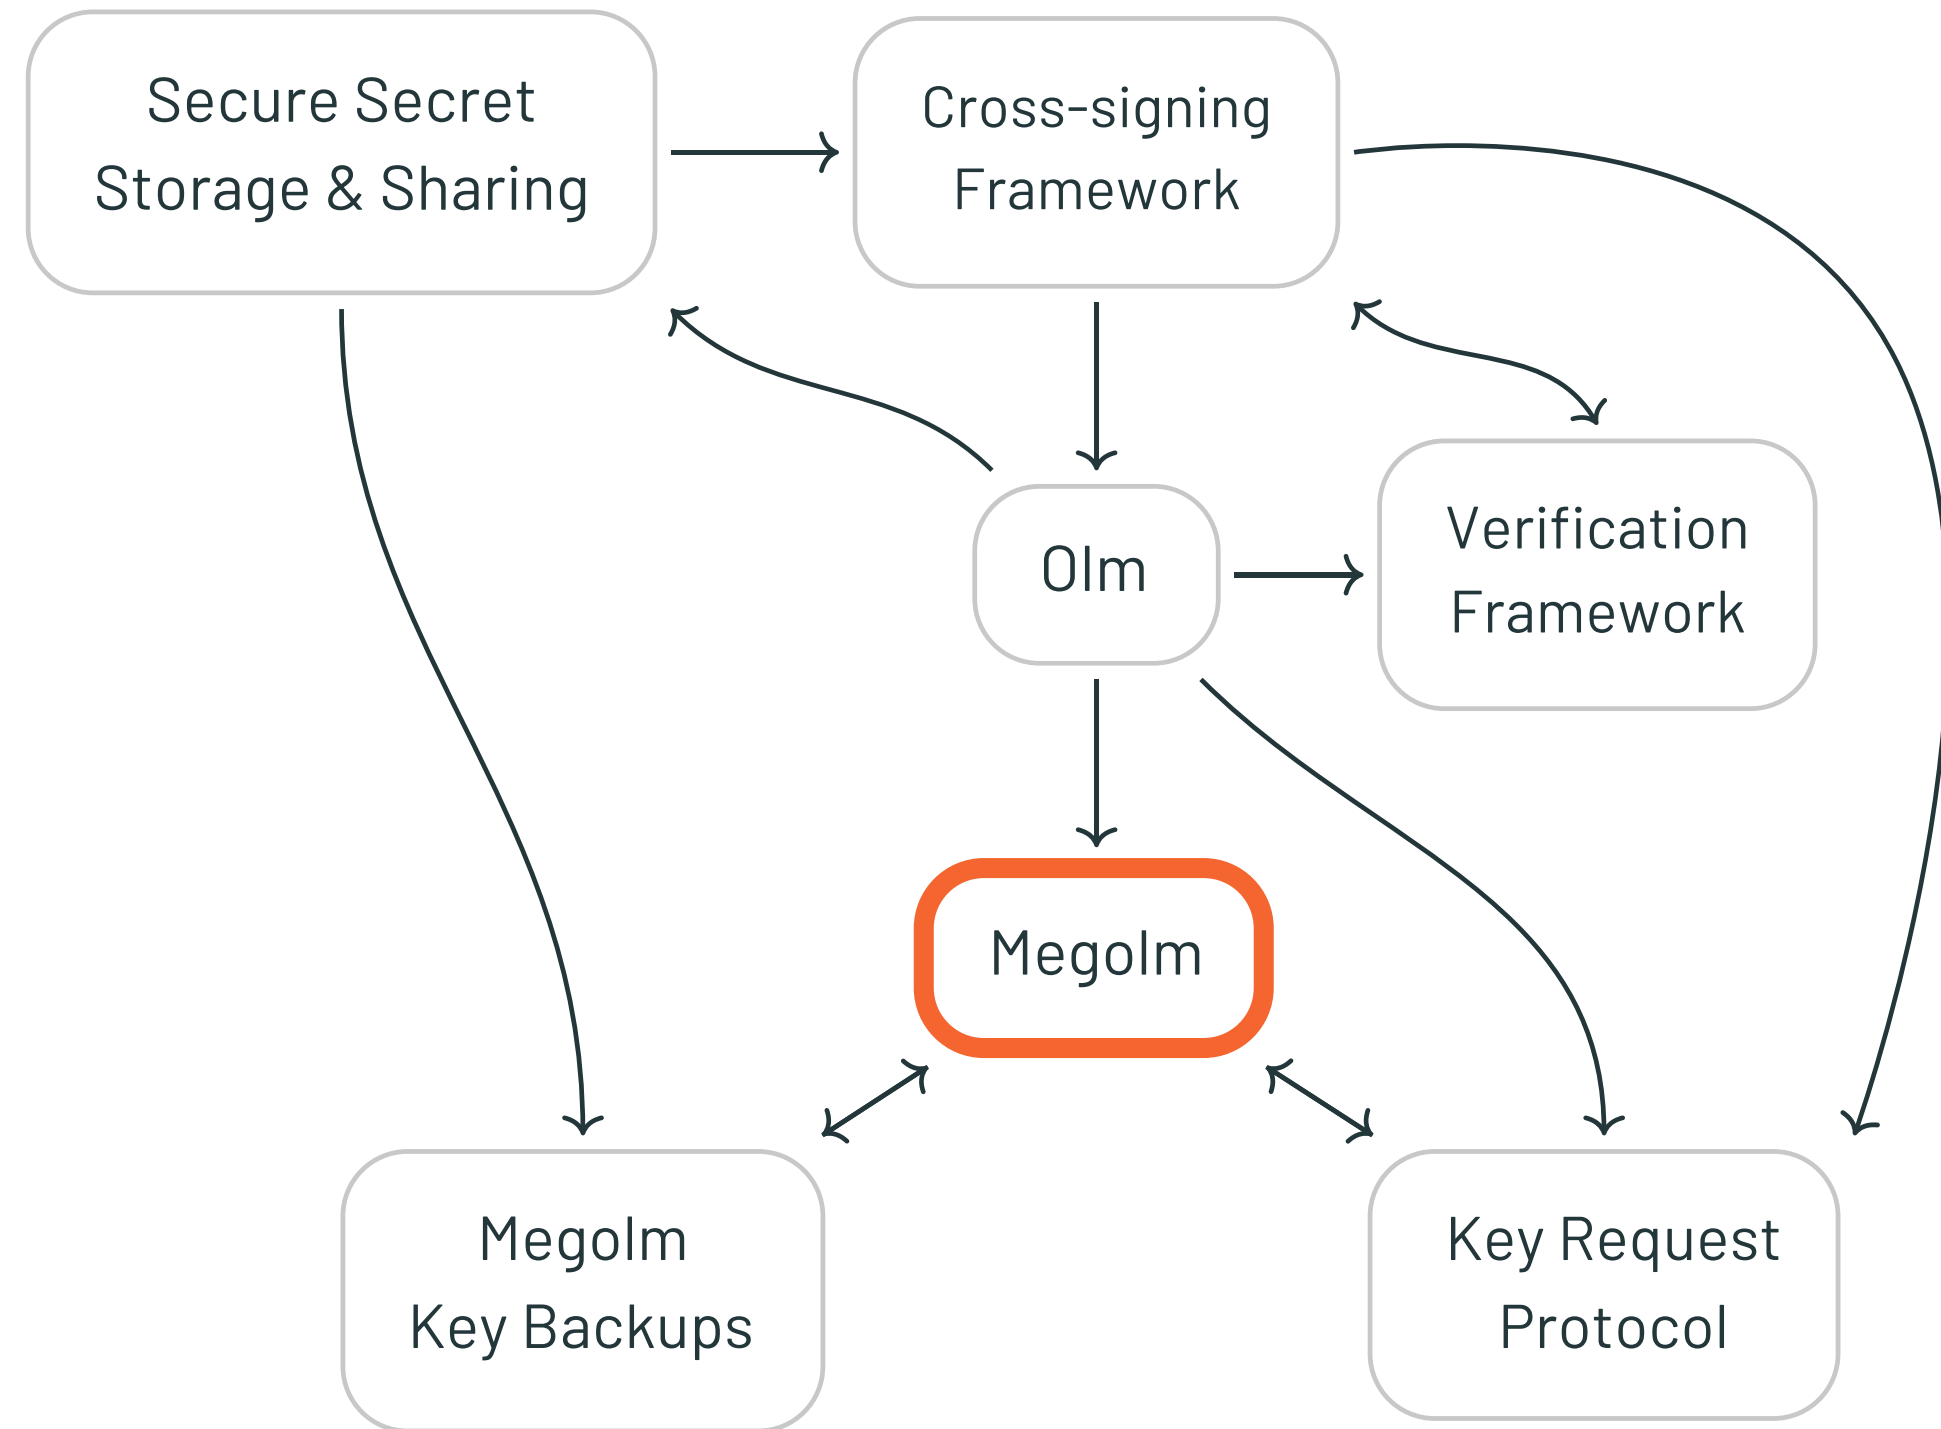 Secure Secret
Storage & Sharing
Cross-signing
Framework
Olm
Verification
Framework
Megolm
Megolm
Key Backups
Key Request
Protocol